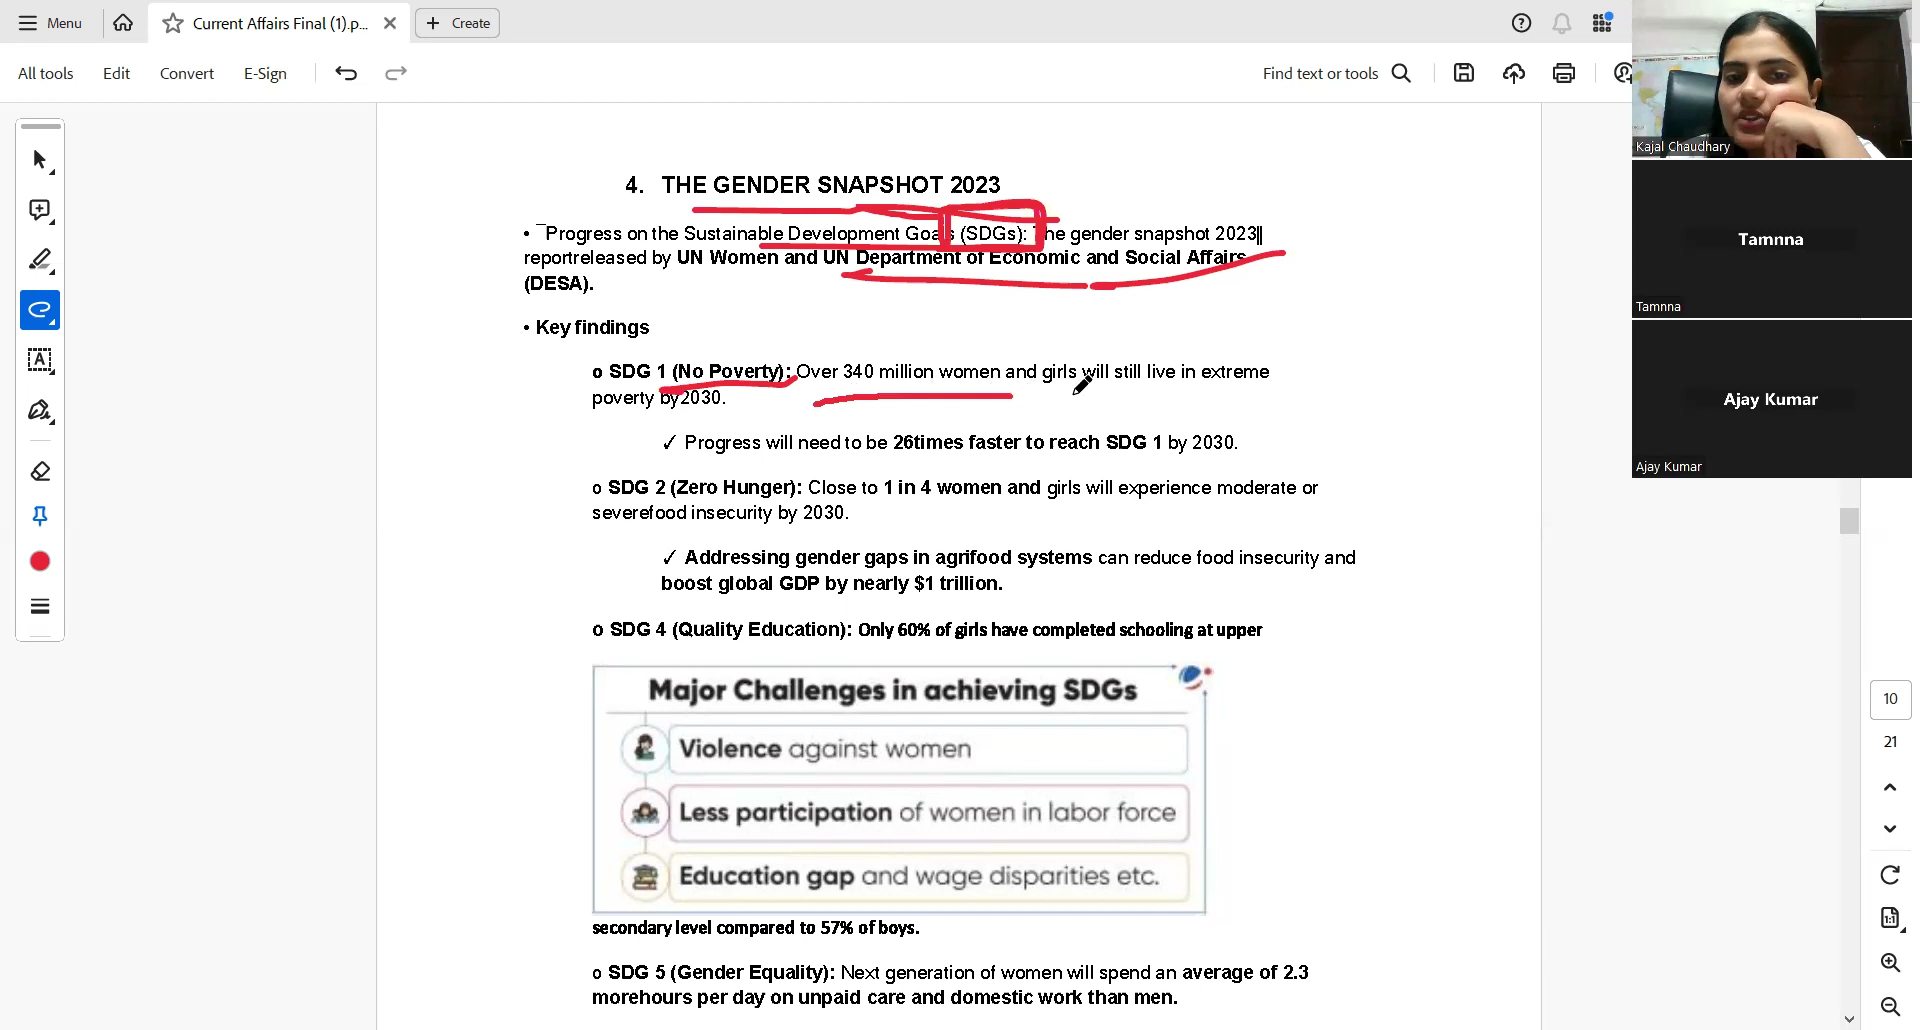 Menu
Current Affairs Final (1).p...
Create
All tools
Edit
Convert
E-Sign
Find text or tools
4. THE GENDER SNAPSHOT 2023
• ‾Progress on the Sustainable Development Goals (SDGs): The gender snapshot 2023‖
reportreleased by UN Women and UN Department of Economic and Social Affairs
(DESA).
• Key findings
o SDG 1 (No Poverty): Over 340 million women and girls will still live in extreme
poverty by2030.
✓ Progress will need to be 26times faster to reach SDG 1 by 2030.
o SDG 2 (Zero Hunger): Close to 1 in 4 women and girls will experience moderate or
severefood insecurity by 2030.
✓ Addressing gender gaps in agrifood systems can reduce food insecurity and
boost global GDP by nearly $1 trillion.
o SDG 4 (Quality Education): Only 60% of girls have completed schooling at upper
Major Challenges in achieving SDGs
Violence against women
Less participation of women in labor force
Education gap and wage disparities etc.
secondary level compared to 57% of boys.
o SDG 5 (Gender Equality): Next generation of women will spend an average of 2.3
morehours per day on unpaid care and domestic work than men.
Kajal Chaudhary
Tamnna
Tamnna
Ajay Kumar
Ajay Kumar
10
21
1:1